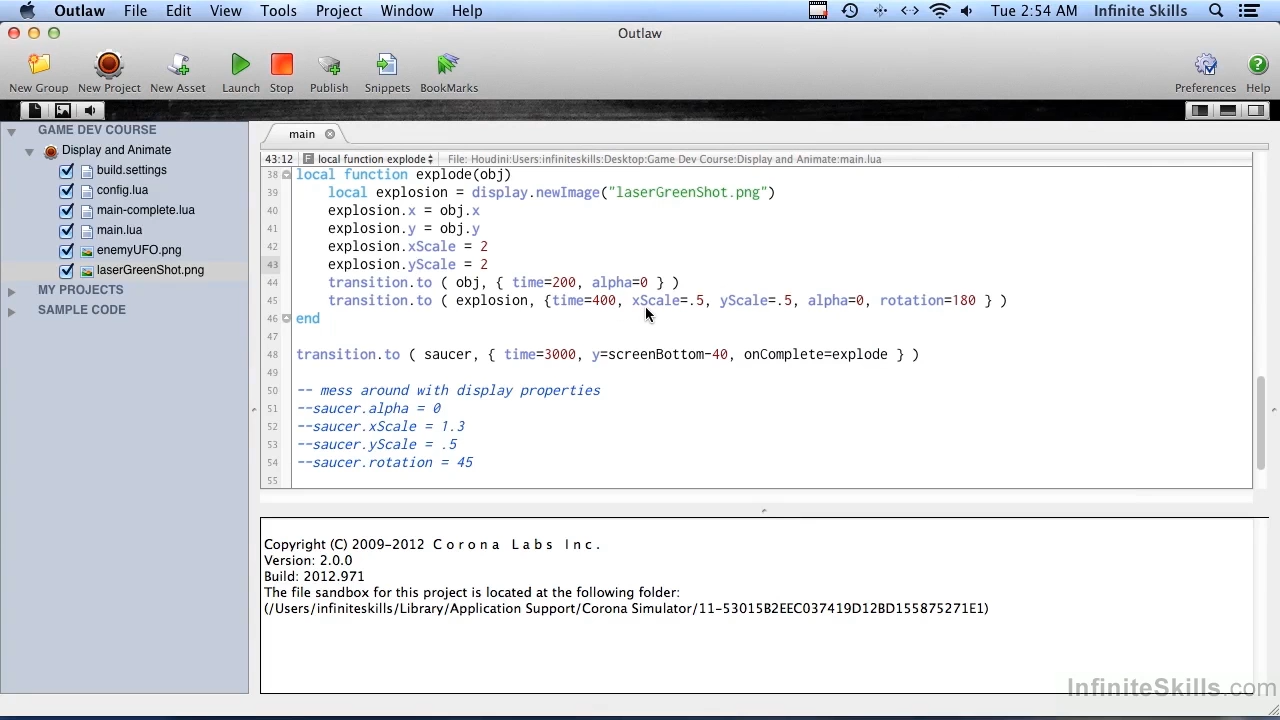 Outlaw File Edit View Tools Project Window Help Tue 2:54 AM Infinite Skills
Outlaw
New Group New Project New Asset Launch Stop Publish Snippets BookMarks Preferences Help
GAME DEV COURSE
Display and Animate
build.settings
config.lua
main-complete.lua
main.lua
enemyUFO.png
laserGreenShot.png
MY PROJECTS
SAMPLE CODE
main
43:12 F local function explode File: Houdini:Users:infiniteskills:Desktop:Game Dev Course:Display and Animate:main.lua
38 local function explode(obj)
39 local explosion = display.newImage("laserGreenShot.png")
40 explosion.x = obj.x
41 explosion.y = obj.y
42 explosion.xScale = 2
43 explosion.yScale = 2
44 transition.to ( obj, { time=200, alpha=0 } )
45 transition.to ( explosion, {time=400, xScale=.5, yScale=.5, alpha=0, rotation=180 } )
46 end
47
48 transition.to ( saucer, { time=3000, y=screenBottom-40, onComplete=explode } )
49
50 -- mess around with display properties
51 --saucer.alpha = 0
52 --saucer.xScale = 1.3
53 --saucer.yScale = .5
54 --saucer.rotation = 45
55
Copyright (C) 2009-2012 C o r o n a L a b s I n c .
Version: 2.0.0
Build: 2012.971
The file sandbox for this project is located at the following folder:
(/Users/infiniteskills/Library/Application Support/Corona Simulator/11-53015B2EEC037419D12BD155875271E1)
InfiniteSkills.com